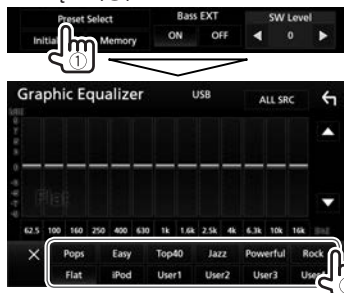 Preset Select Bass EXT SW Level
Memory ON OFF 0
1
Graphic Equalizer USB ALL SRC
62.5 100 160 250 400 630 1k 1.6k 2.5k 4k 6.3k 10k 16k
Pops Easy Top40 Jazz Powerful Rock
Flat iPod User1 User2 User3